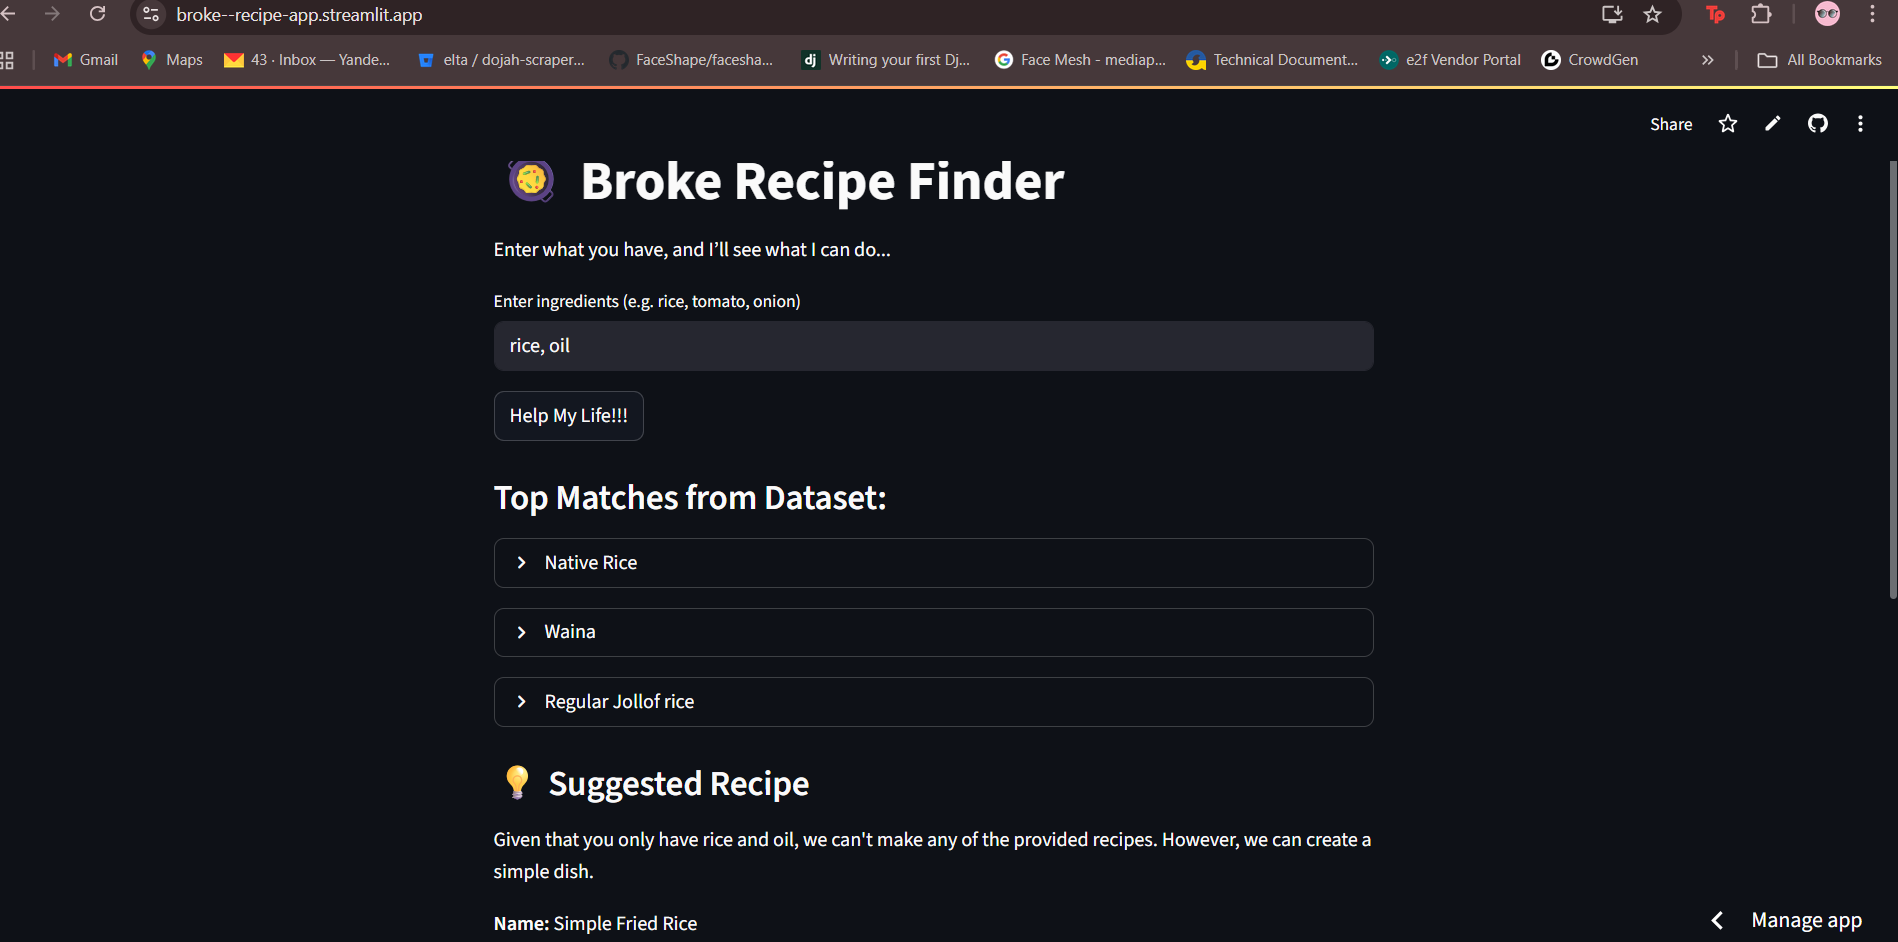 broke--recipe-app.streamlit.app
Tp
Gmail
Maps
43 · Inbox — Yande...
elta / dojah-scraper...
FaceShape/facesha...
dj
Writing your first Dj...
Face Mesh - mediap...
Technical Document...
e2f Vendor Portal
CrowdGen
All Bookmarks
Share
Broke Recipe Finder
Enter what you have, and I’ll see what I can do...
Enter ingredients (e.g. rice, tomato, onion)
rice, oil
Help My Life!!!
Top Matches from Dataset:
Native Rice
Waina
Regular Jollof rice
Suggested Recipe
Given that you only have rice and oil, we can't make any of the provided recipes. However, we can create a
simple dish.
Name: Simple Fried Rice
Manage app